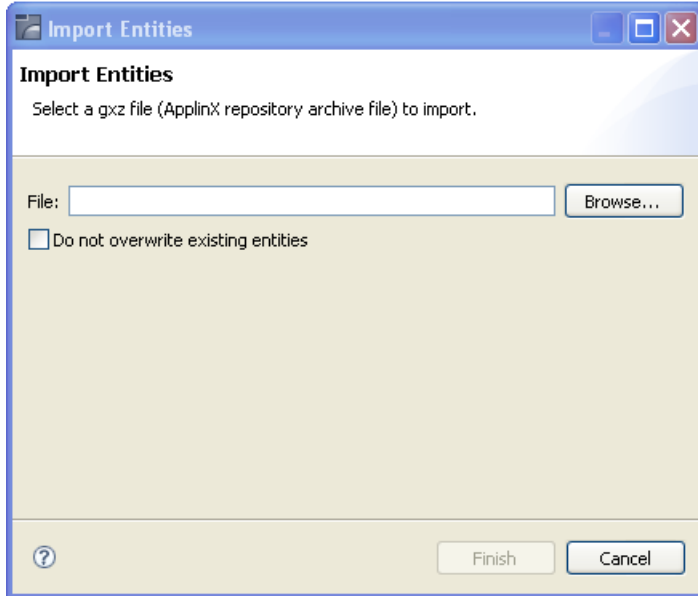 Import Entities
Import Entities
Select a gxz file (ApplinX repository archive file) to import.
File: Browse...
Do not overwrite existing entities
? Finish Cancel